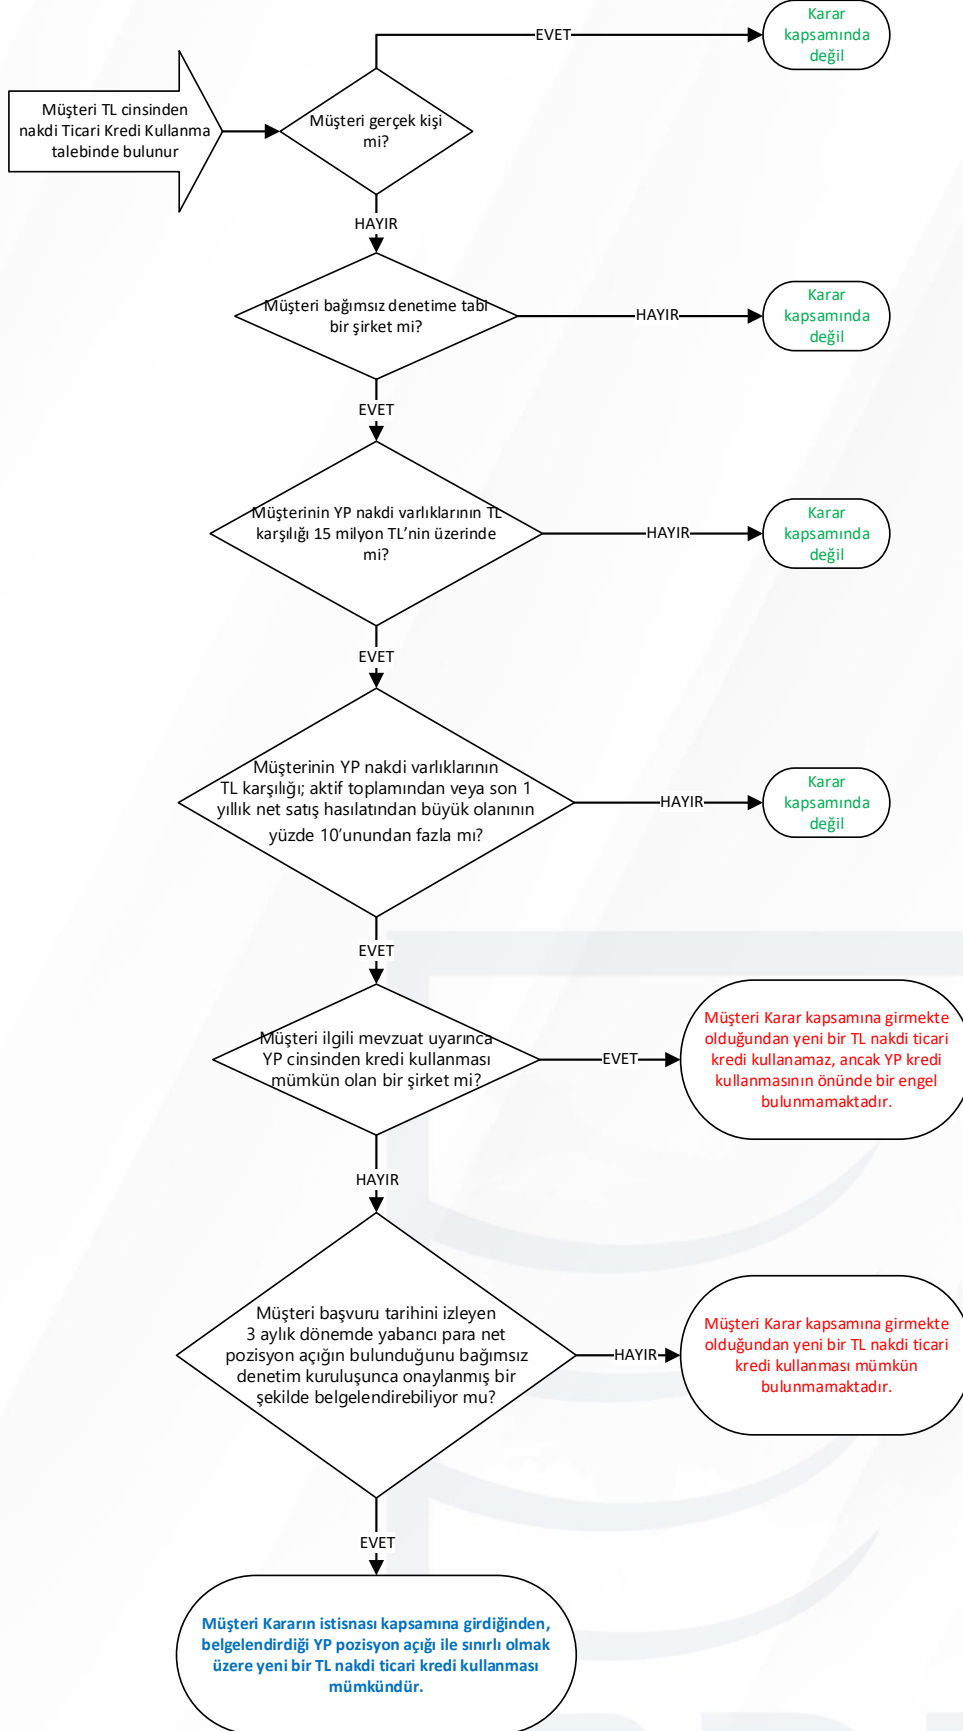 Karar
kapsamında
değil
EVET
Müşteri TL cinsinden
nakdi Ticari Kredi Kullanma
talebinde bulunur
Müşteri gerçek kişi
mi?
HAYIR
Müşteri bağımsız denetime tabi
bir şirket mi?
HAYIR
Karar
kapsamında
değil
EVET
Müşterinin YP nakdi varlıklarının TL
karşılığı 15 milyon TL’nin üzerinde
mi?
HAYIR
Karar
kapsamında
değil
EVET
Müşterinin YP nakdi varlıklarının
TL karşılığı; aktif toplamından veya son 1
yıllık net satış hasılatından büyük olanının
yüzde 10’unundan fazla mı?
HAYIR
Karar
kapsamında
değil
EVET
Müşteri ilgili mevzuat uyarınca
YP cinsinden kredi kullanması
mümkün olan bir şirket mi?
EVET
Müşteri Karar kapsamına girmekte
olduğundan yeni bir TL nakdi ticari
kredi kullanamaz, ancak YP kredi
kullanmasının önünde bir engel
bulunmamaktadır.
HAYIR
Müşteri başvuru tarihini izleyen
3 aylık dönemde yabancı para net
pozisyon açığın bulunduğunu bağımsız
denetim kuruluşunca onaylanmış bir
şekilde belgelendirebiliyor mu?
HAYIR
Müşteri Karar kapsamına girmekte
olduğundan yeni bir TL nakdi ticari
kredi kullanması mümkün
bulunmamaktadır.
EVET
Müşteri Kararın istisnası kapsamına girdiğinden,
belgelendirdiği YP pozisyon açığı ile sınırlı olmak
üzere yeni bir TL nakdi ticari kredi kullanması
mümkündür.